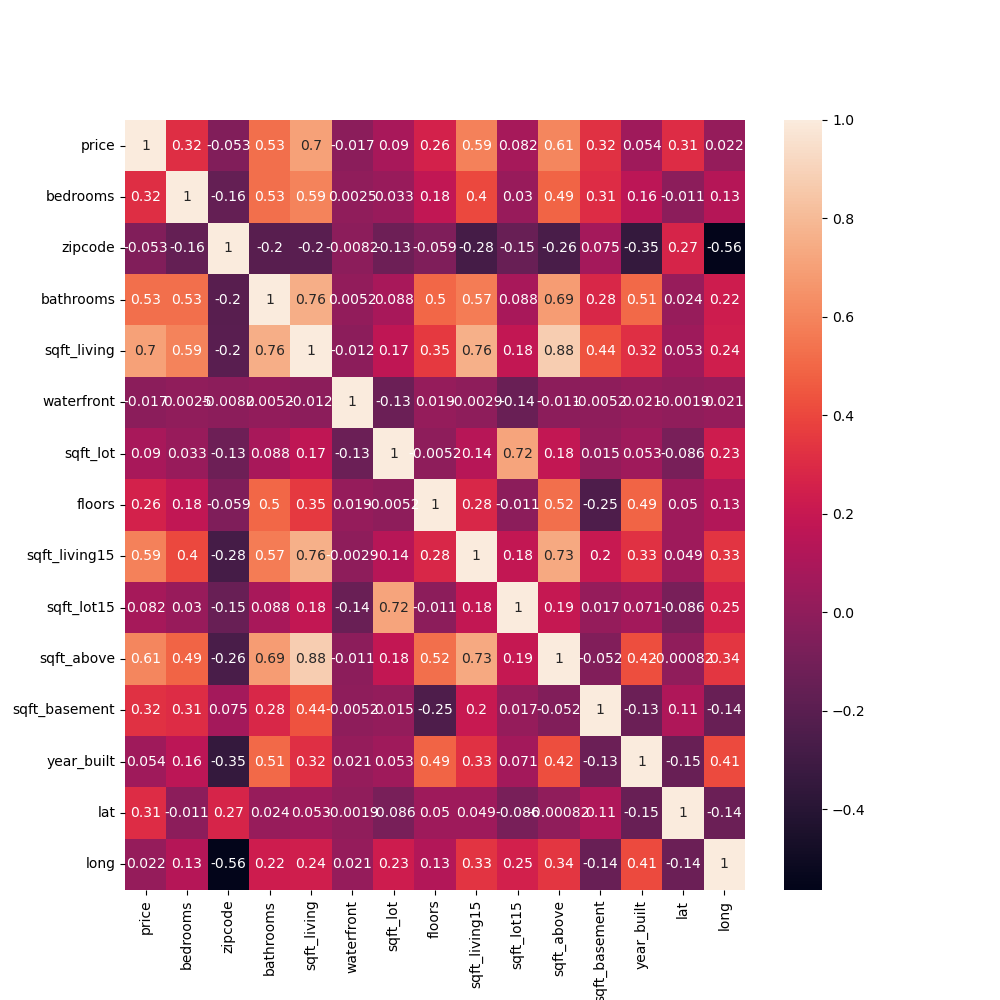 price 1 0.32 -0.053 0.53 0.7 -0.017 0.09 0.26 0.59 0.082 0.61 0.32 0.054 0.31 0.022
bedrooms 0.32 1 -0.16 0.53 0.59 0.0025 0.033 0.18 0.4 0.03 0.49 0.31 0.16 -0.011 0.13
zipcode -0.053 -0.16 1 -0.2 -0.2 -0.0082 -0.13 -0.059 -0.28 -0.15 -0.26 0.075 -0.35 0.27 -0.56
bathrooms 0.53 0.53 -0.2 1 0.76 0.0052 0.088 0.5 0.57 0.088 0.69 0.28 0.51 0.024 0.22
sqft_living 0.7 0.59 -0.2 0.76 1 -0.012 0.17 0.35 0.76 0.18 0.88 0.44 0.32 0.053 0.24
waterfront -0.017 0.0025 -0.0082 0.0052 -0.012 1 -0.13 0.019 -0.0029 -0.14 -0.011 -0.0052 0.021 -0.0019 0.021
sqft_lot 0.09 0.033 -0.13 0.088 0.17 -0.13 1 -0.0052 0.14 0.72 0.18 0.015 0.053 -0.086 0.23
floors 0.26 0.18 -0.059 0.5 0.35 0.019 -0.0052 1 0.28 -0.011 0.52 -0.25 0.49 0.05 0.13
sqft_living15 0.59 0.4 -0.28 0.57 0.76 -0.0029 0.14 0.28 1 0.18 0.73 0.2 0.33 0.049 0.33
sqft_lot15 0.082 0.03 -0.15 0.088 0.18 -0.14 0.72 -0.011 0.18 1 0.19 0.017 0.071 -0.086 0.25
sqft_above 0.61 0.49 -0.26 0.69 0.88 -0.011 0.18 0.52 0.73 0.19 1 -0.052 0.42 -0.00082 0.34
sqft_basement 0.32 0.31 0.075 0.28 0.44 -0.0052 0.015 -0.25 0.2 0.017 -0.052 1 -0.13 0.11 -0.14
year_built 0.054 0.16 -0.35 0.51 0.32 0.021 0.053 0.49 0.33 0.071 0.42 -0.13 1 -0.15 0.41
lat 0.31 -0.011 0.27 0.024 0.053 -0.0019 -0.086 0.05 0.049 -0.086 -0.00082 0.11 -0.15 1 -0.14
long 0.022 0.13 -0.56 0.22 0.24 0.021 0.23 0.13 0.33 0.25 0.34 -0.14 0.41 -0.14 1
price bedrooms zipcode bathrooms sqft_living waterfront sqft_lot floors sqft_living15 sqft_lot15 sqft_above sqft_basement year_built lat long
1.0
0.8
0.6
0.4
0.2
0.0
−0.2
−0.4